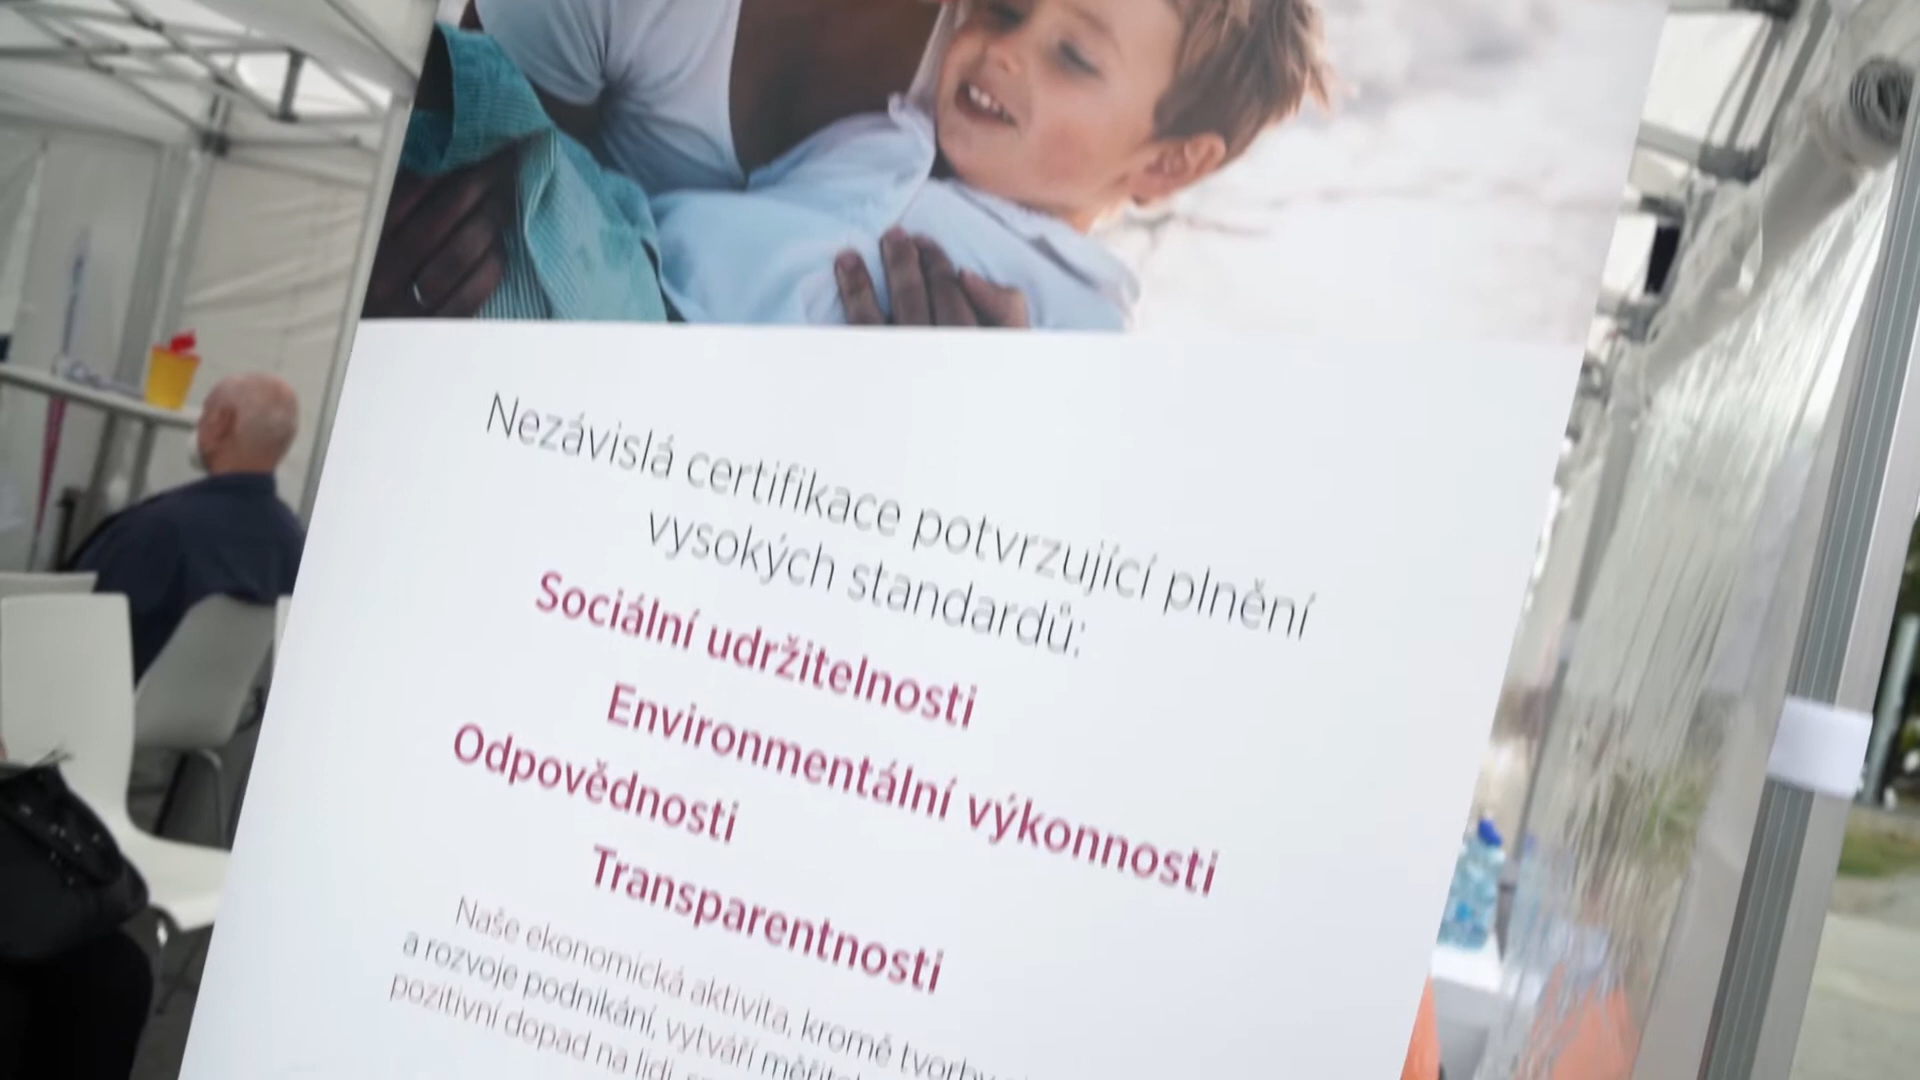 Nezávislá certifikace potvrzující plnění
vysokých standardů:
Sociální udržitelnosti
Environmentální výkonnosti
Odpovědnosti
Transparentnosti
Naše ekonomická aktivita, kromě tvorby
a rozvoje podnikání, vytváří
pozitivní dopad na lidi,